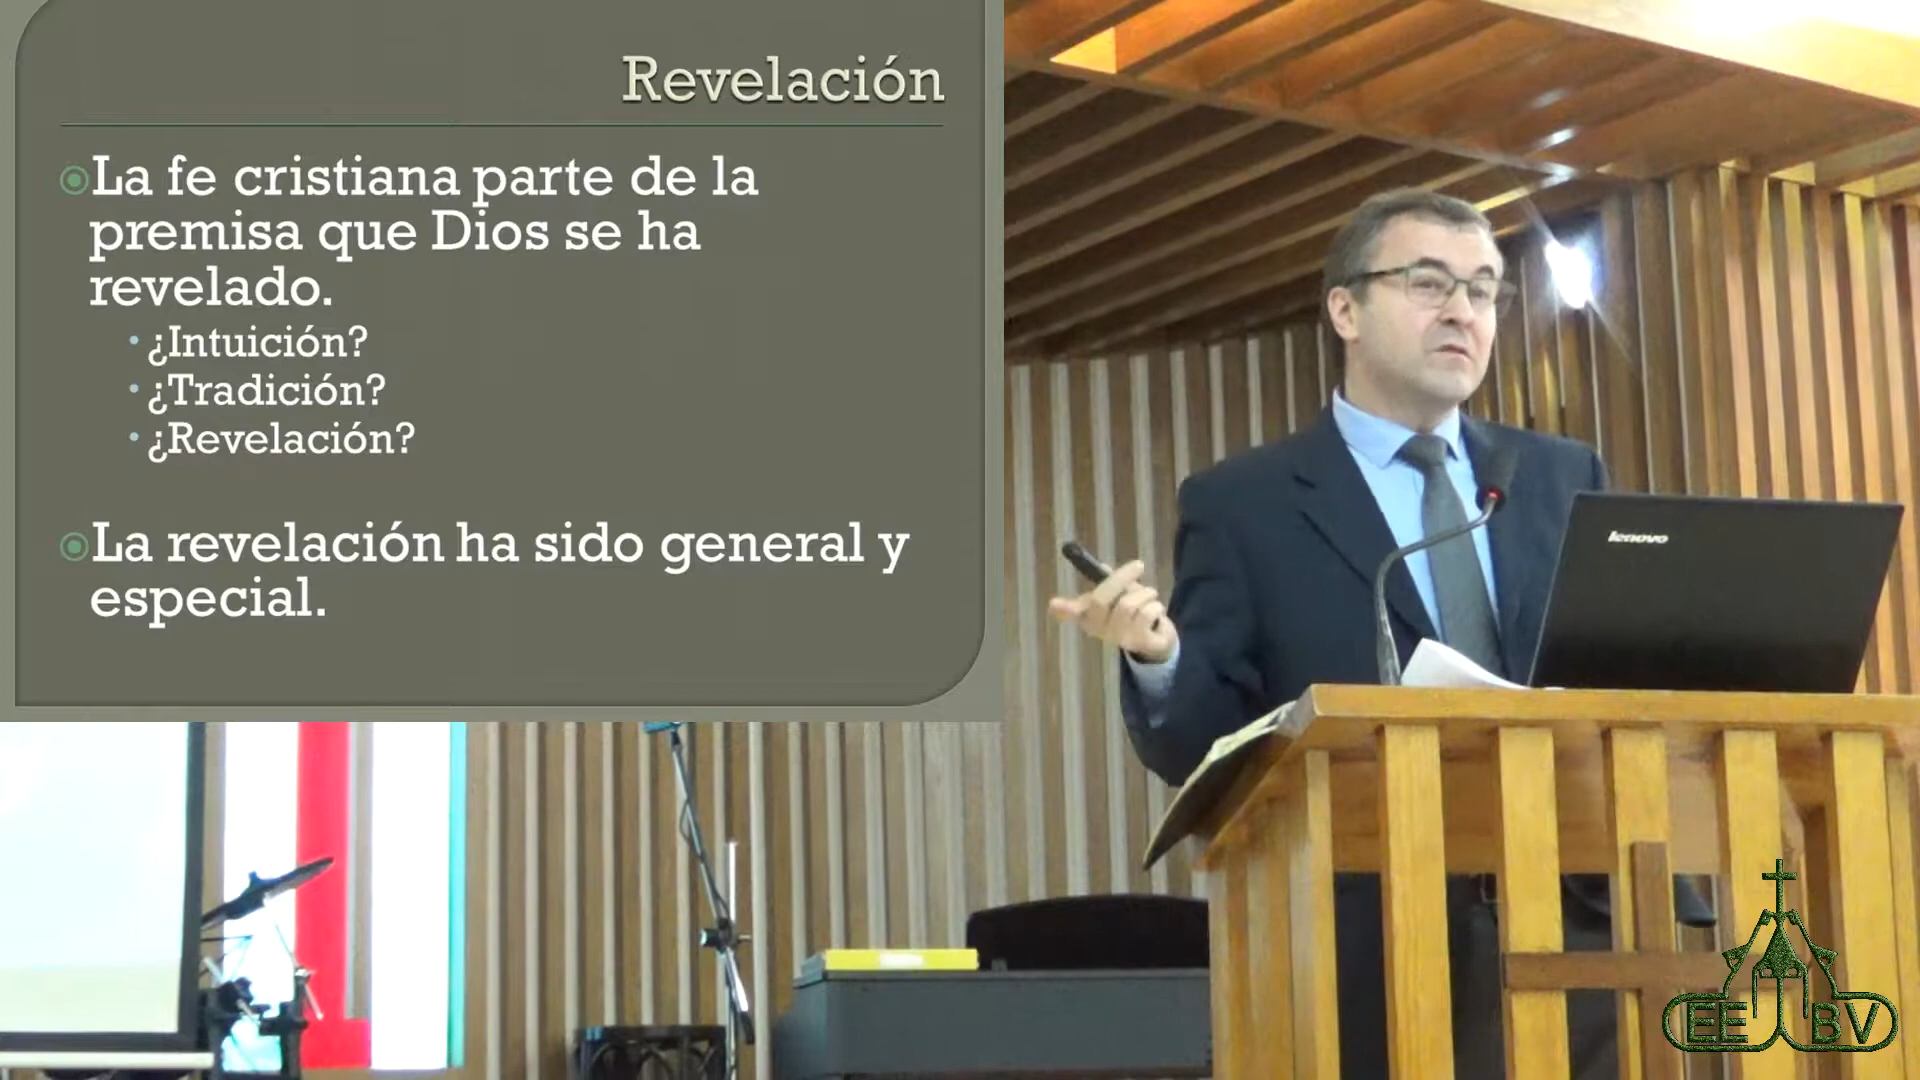 Revelación
La fe cristiana parte de la
premisa que Dios se ha
revelado.
¿Intuición?
¿Tradición?
¿Revelación?
La revelación ha sido general y
especial.
lenovo
EE BV